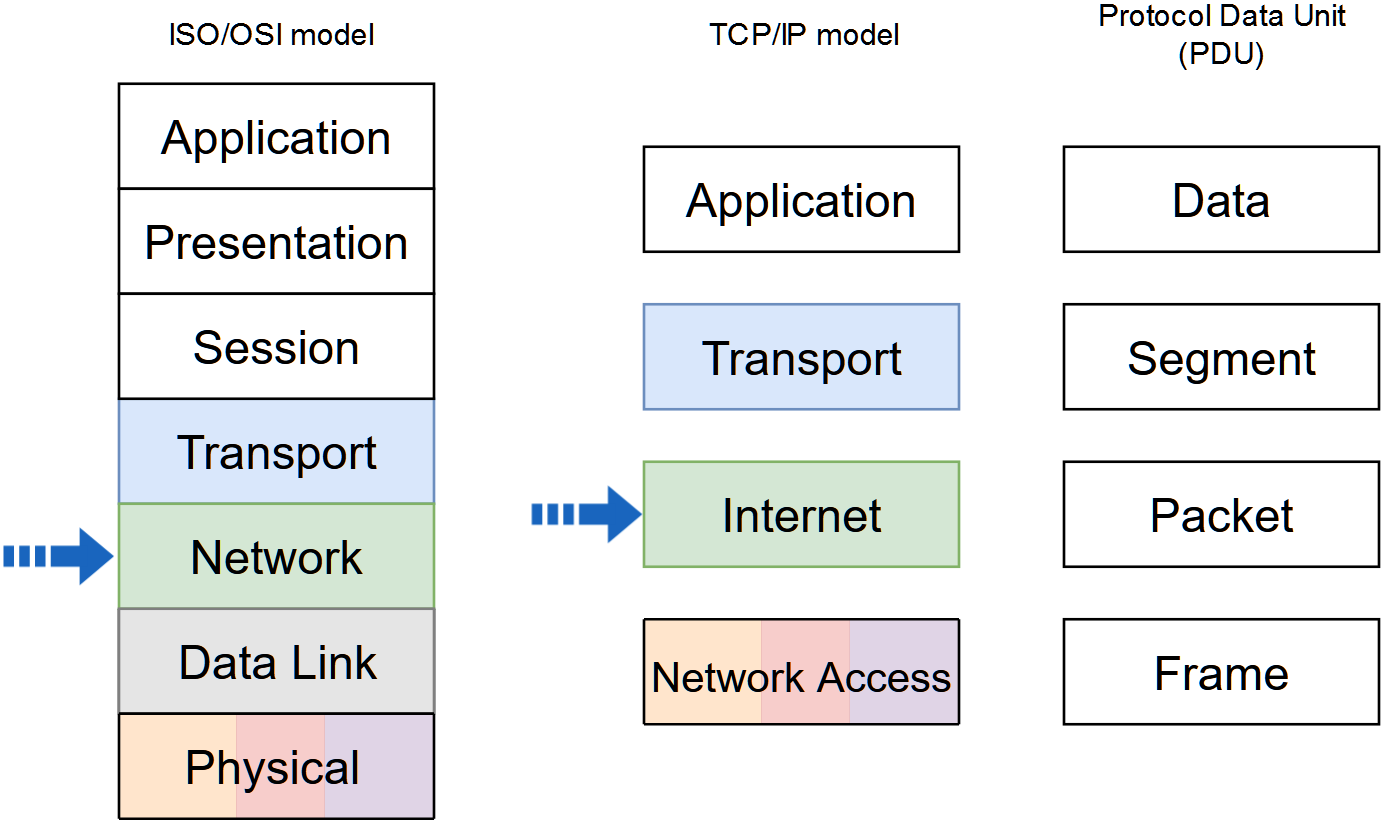 ISO/OSI model
Application
Presentation
Session
Transport
Network
Data Link
Physical
TCP/IP model
Application
Transport
Internet
Network Access
Protocol Data Unit
(PDU)
Data
Segment
Packet
Frame